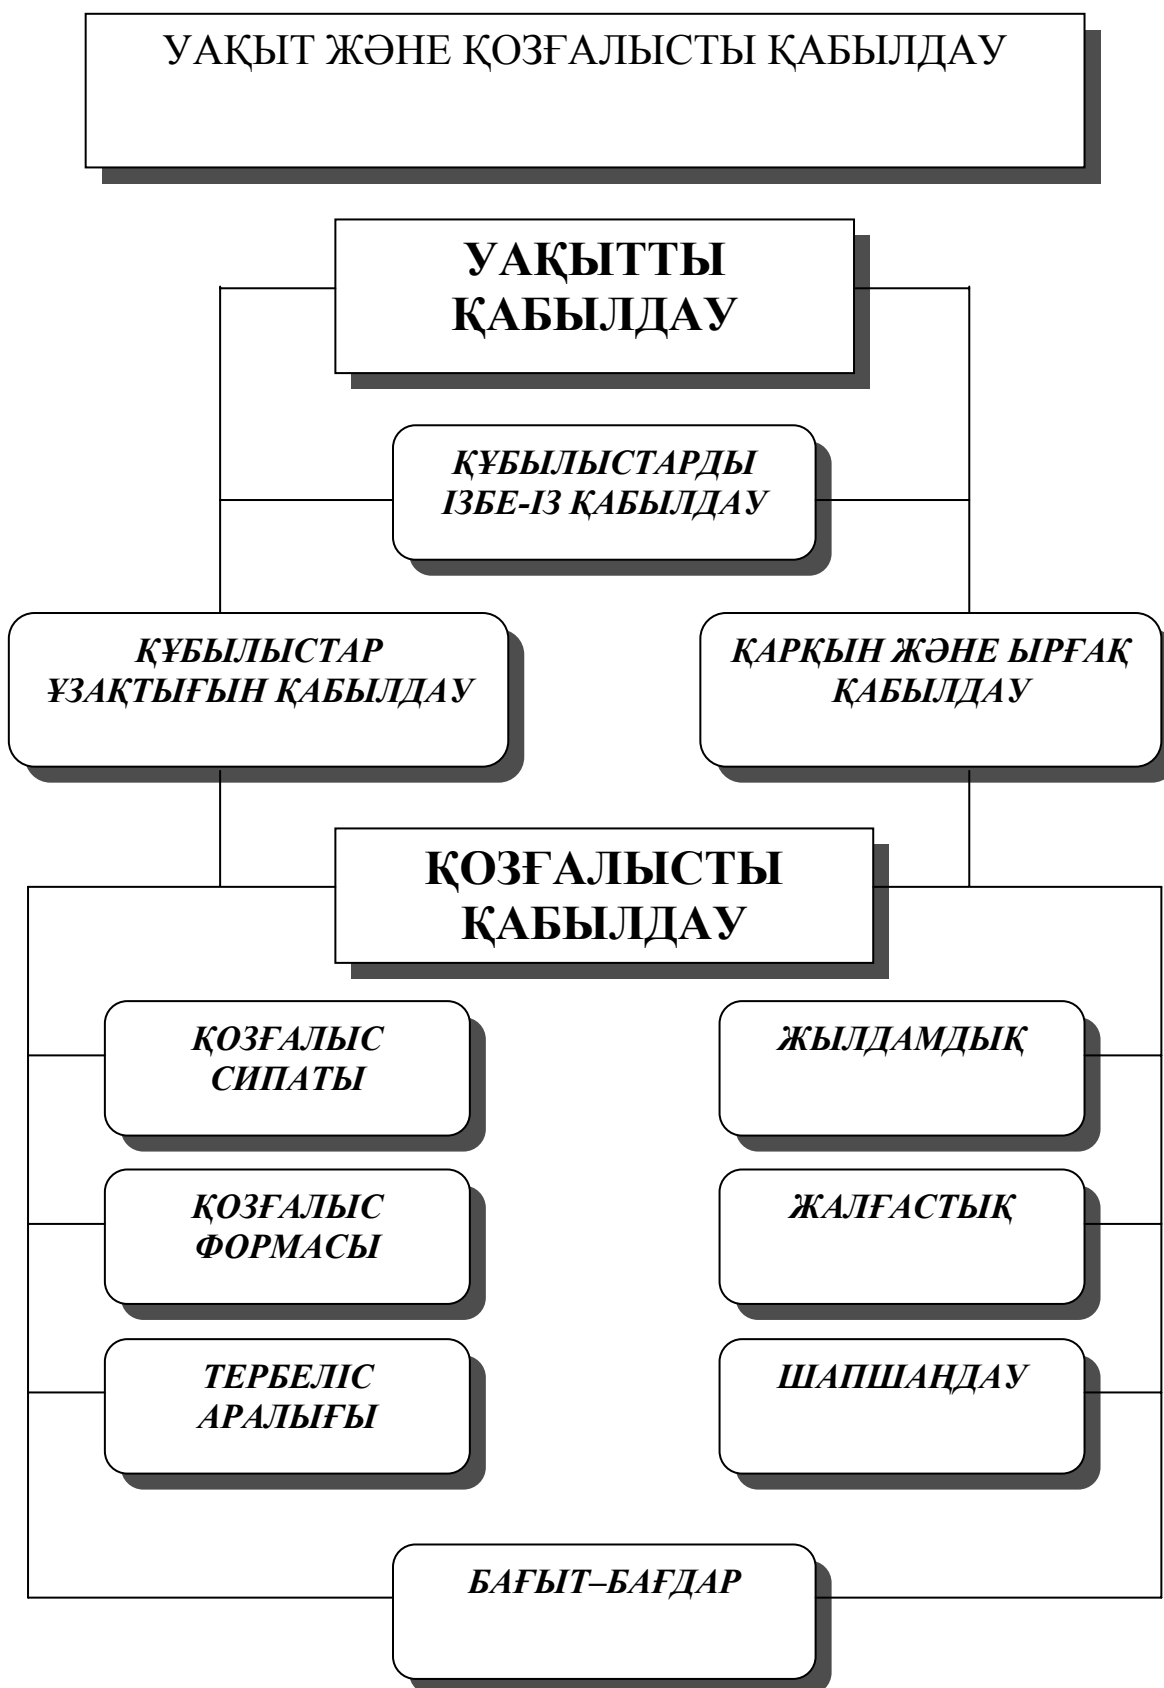 УАҚЫТ ЖӘНЕ ҚОЗҒАЛЫСТЫ ҚАБЫЛДАУ
УАҚЫТТЫ
ҚАБЫЛДАУ
ҚҰБЫЛЫСТАРДЫ
ІЗБЕ-ІЗ ҚАБЫЛДАУ
ҚҰБЫЛЫСТАР
ҰЗАҚТЫҒЫН ҚАБЫЛДАУ
ҚАРҚЫН ЖӘНЕ ЫРҒАҚ
ҚАБЫЛДАУ
ҚОЗҒАЛЫСТЫ
ҚАБЫЛДАУ
ҚОЗҒАЛЫС
СИПАТЫ
ЖЫЛДАМДЫҚ
ҚОЗҒАЛЫС
ФОРМАСЫ
ЖАЛҒАСТЫҚ
ТЕРБЕЛІС
АРАЛЫҒЫ
ШАПШАҢДАУ
БАҒЫТ–БАҒДАР